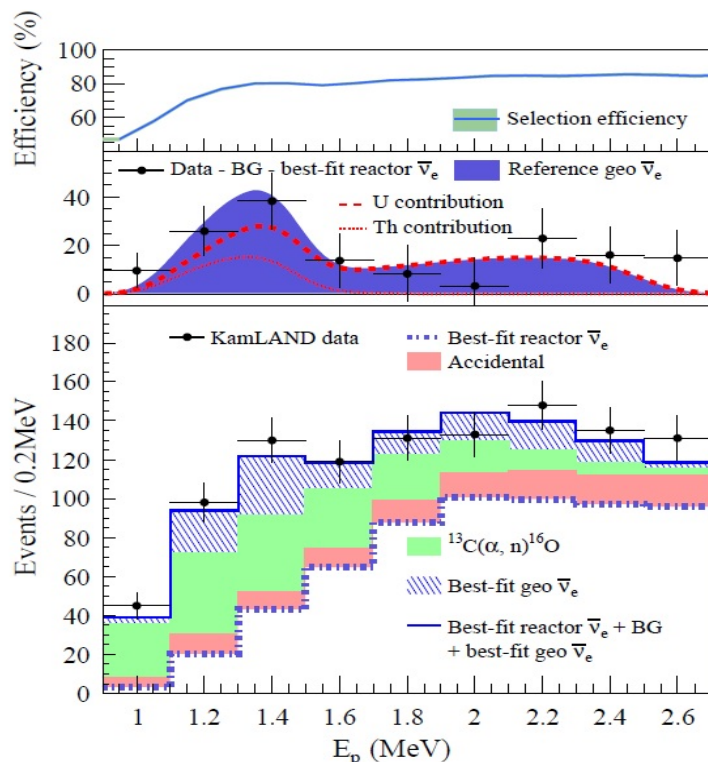 Efficiency (%)
100
80
60
Selection efficiency
Data - BG - best-fit reactor ν̅e
Reference geo ν̅e
U contribution
Th contribution
40
20
0
KamLAND data
Best-fit reactor ν̅e
Accidental
13C(α, n)16O
Best-fit geo ν̅e
Best-fit reactor ν̅e + BG
+ best-fit geo ν̅e
Events / 0.2MeV
180
160
140
120
100
80
60
40
20
0
1 1.2 1.4 1.6 1.8 2 2.2 2.4 2.6
Ep (MeV)